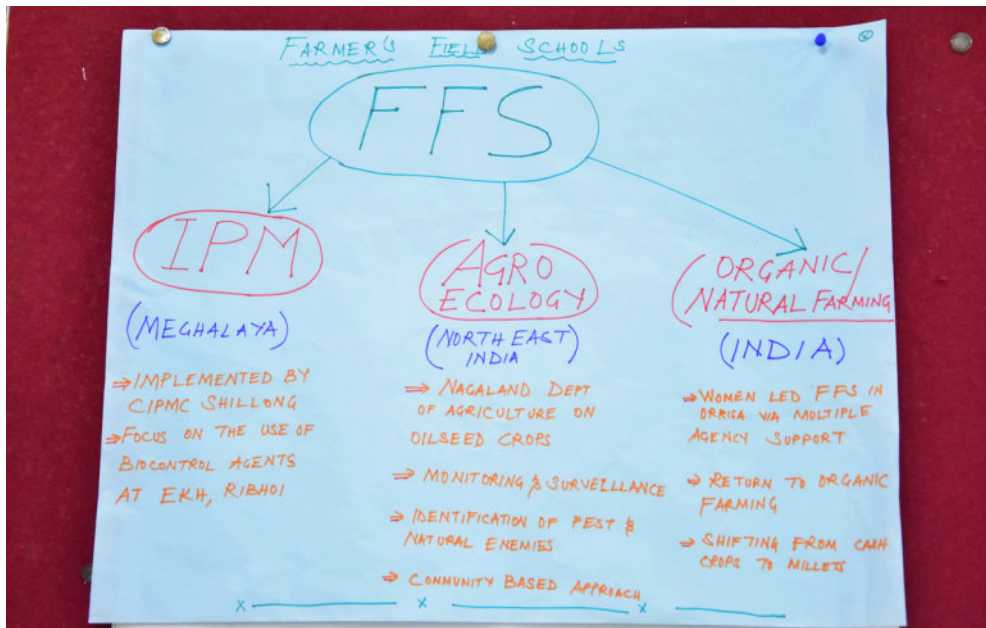 FARMER'S FIELD SCHOOLS
FFS
IPM
(MEGHALAYA)
⇒ IMPLEMENTED BY
CIPMC SHILLONG
⇒ FOCUS ON THE USE OF
BIOCONTROL AGENTS
AT EKH, RIBHOI
AGRO
ECOLOGY
(NORTH EAST
INDIA)
⇒ NAGALAND DEPT
OF AGRICULTURE ON
OILSEED CROPS
⇒ MONITORING & SURVEILLANCE
⇒ IDENTIFICATION OF PEST &
NATURAL ENEMIES
⇒ COMMUNITY BASED APPROACH
ORGANIC/
NATURAL FARMING
(INDIA)
⇒ WOMEN LED FFS IN
ORRISA VIA MULTIPLE
AGENCY SUPPORT
⇒ RETURN TO ORGANIC
FARMING
⇒ SHIFTING FROM CASH
CROPS TO MILLETS
x x x